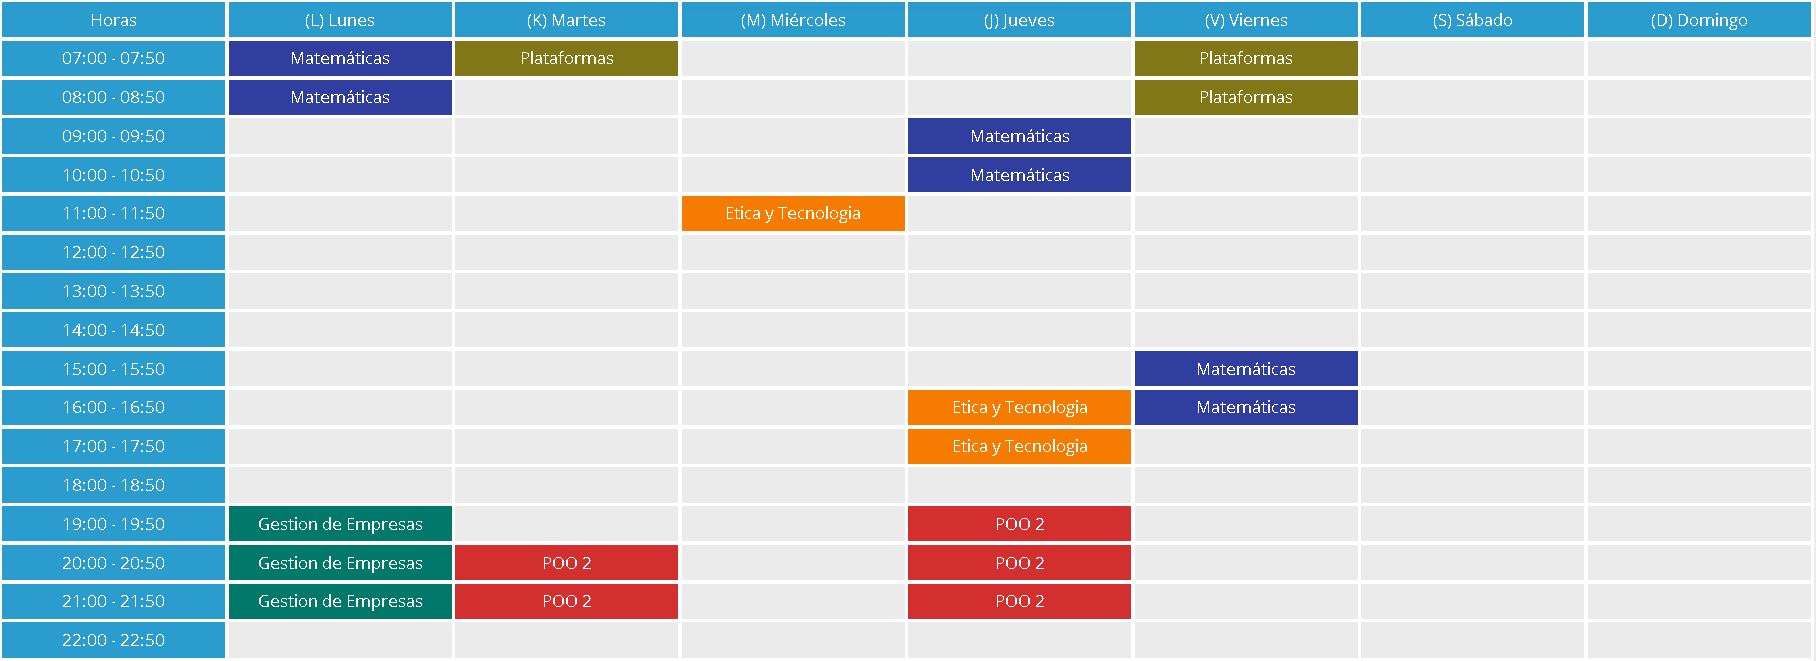 Horas (L) Lunes (K) Martes (M) Miércoles (J) Jueves (V) Viernes (S) Sábado (D) Domingo
07:00 - 07:50 Matemáticas Plataformas Plataformas
08:00 - 08:50 Matemáticas Plataformas
09:00 - 09:50 Matemáticas
10:00 - 10:50 Matemáticas
11:00 - 11:50 Etica y Tecnologia
12:00 - 12:50
13:00 - 13:50
14:00 - 14:50
15:00 - 15:50 Matemáticas
16:00 - 16:50 Etica y Tecnologia Matemáticas
17:00 - 17:50 Etica y Tecnologia
18:00 - 18:50
19:00 - 19:50 Gestion de Empresas POO 2
20:00 - 20:50 Gestion de Empresas POO 2 POO 2
21:00 - 21:50 Gestion de Empresas POO 2 POO 2
22:00 - 22:50